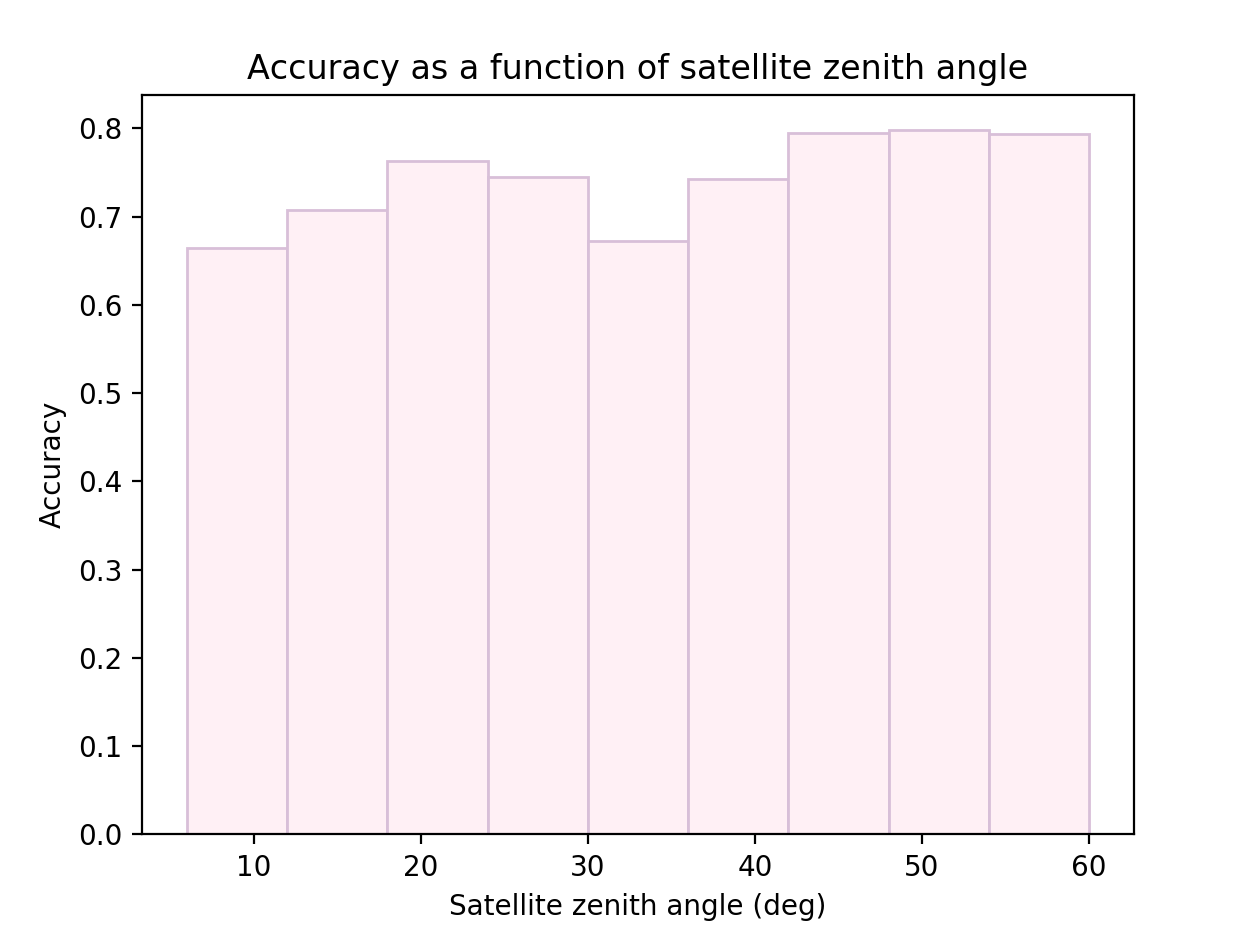 Accuracy as a function of satellite zenith angle
0.8
0.7
0.6
0.5
0.4
0.3
0.2
0.1
0.0
Accuracy
10 20 30 40 50 60
Satellite zenith angle (deg)